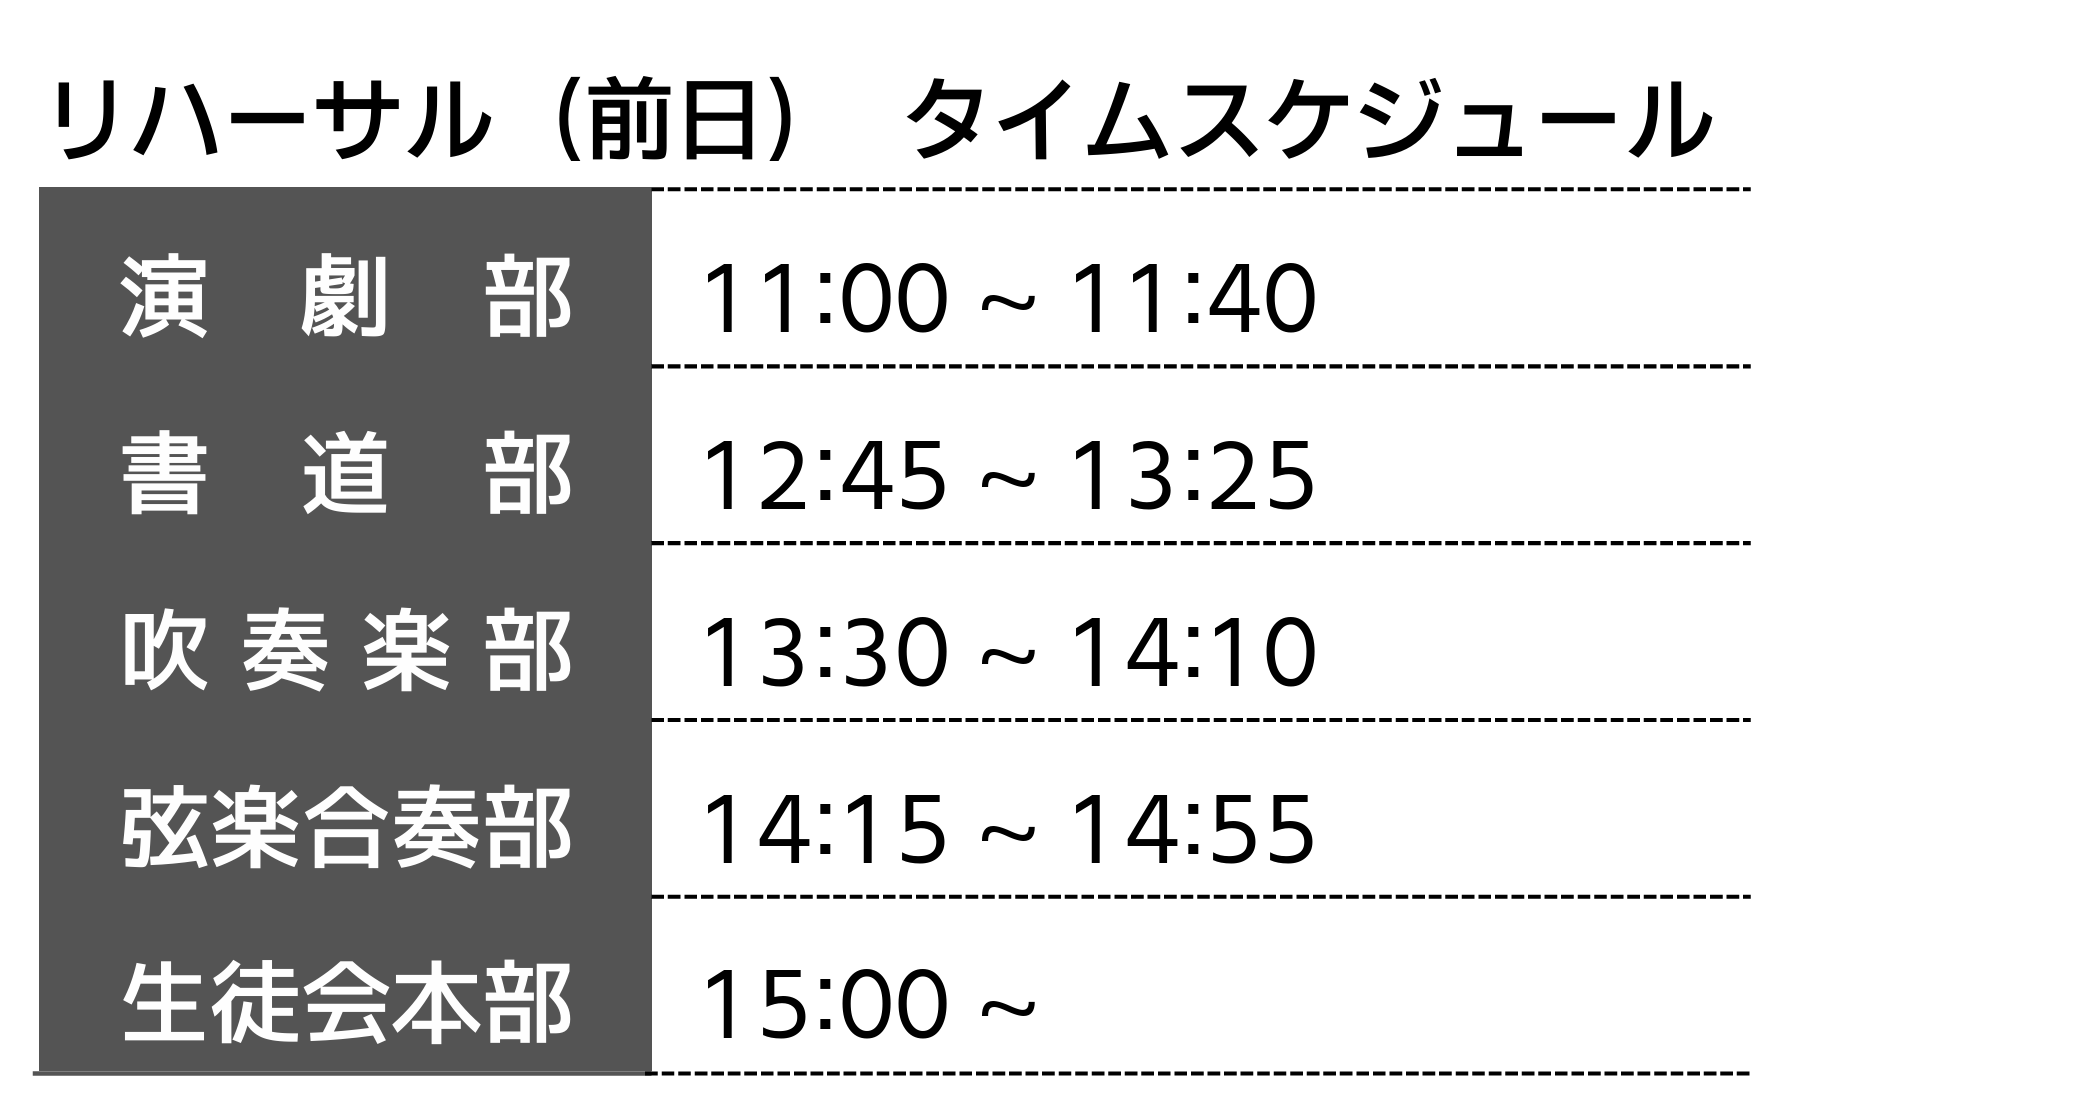 リハーサル（前日）　タイムスケジュール
演劇部 11:00 ~ 11:40
書道部 12:45 ~ 13:25
吹奏楽部 13:30 ~ 14:10
弦楽合奏部 14:15 ~ 14:55
生徒会本部 15:00 ~